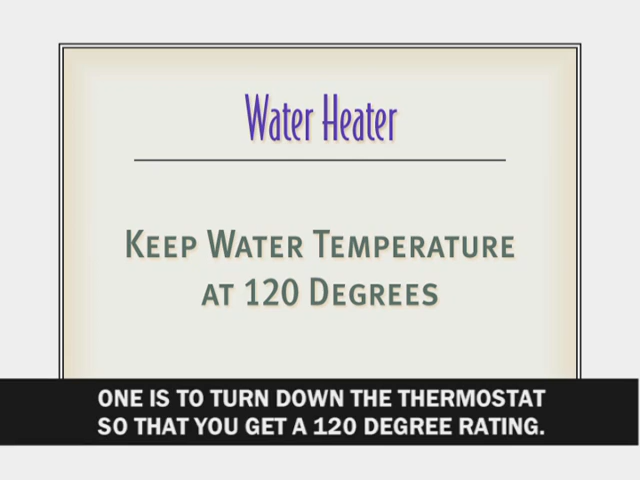 Water Heater
KEEP WATER TEMPERATURE
AT 120 DEGREES
ONE IS TO TURN DOWN THE THERMOSTAT
SO THAT YOU GET A 120 DEGREE RATING.